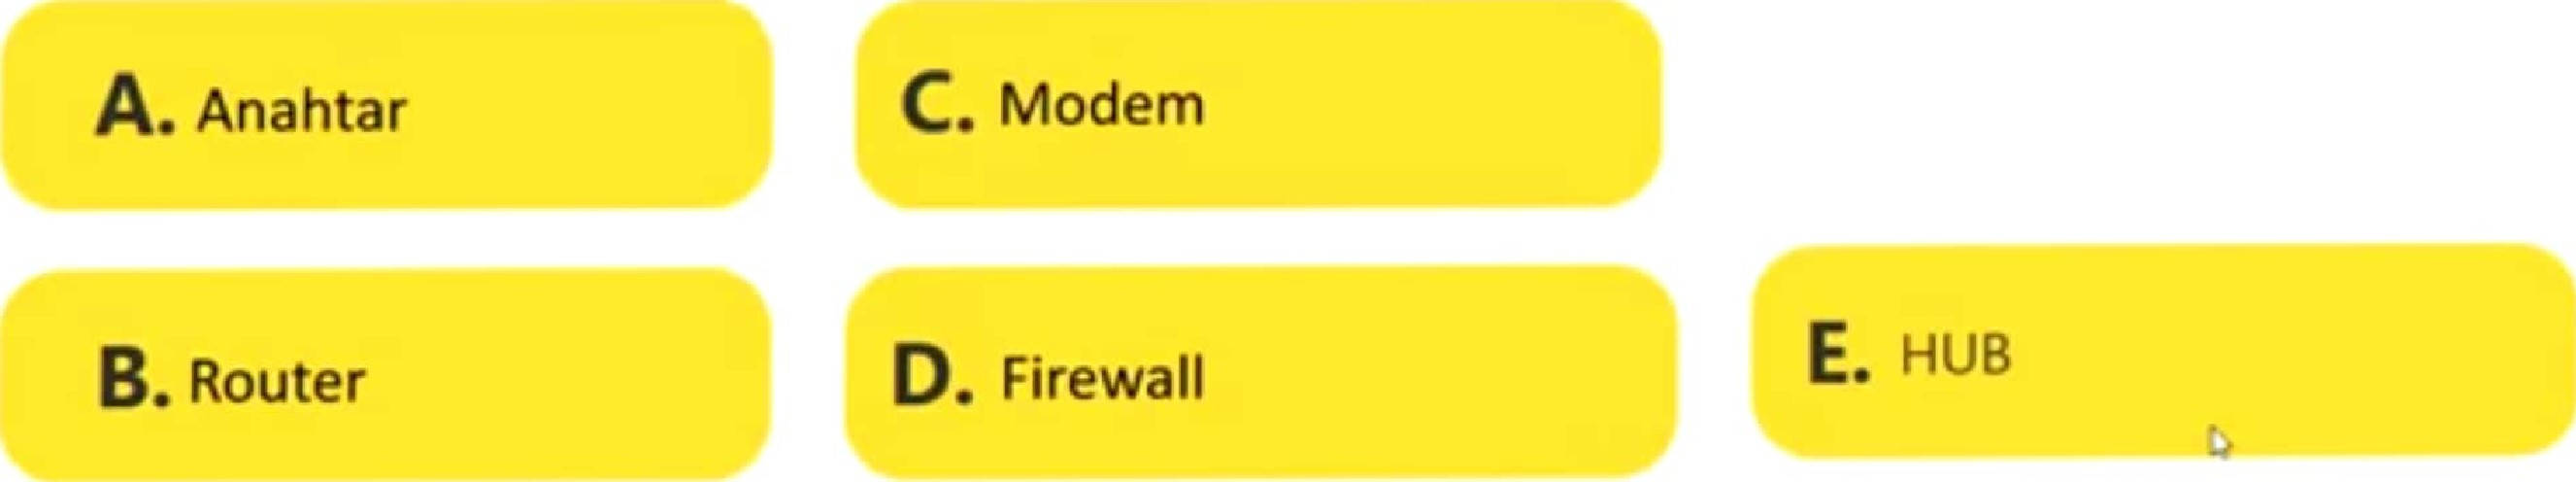 A. Anahtar
B. Router
C. Modem
D. Firewall
E. HUB